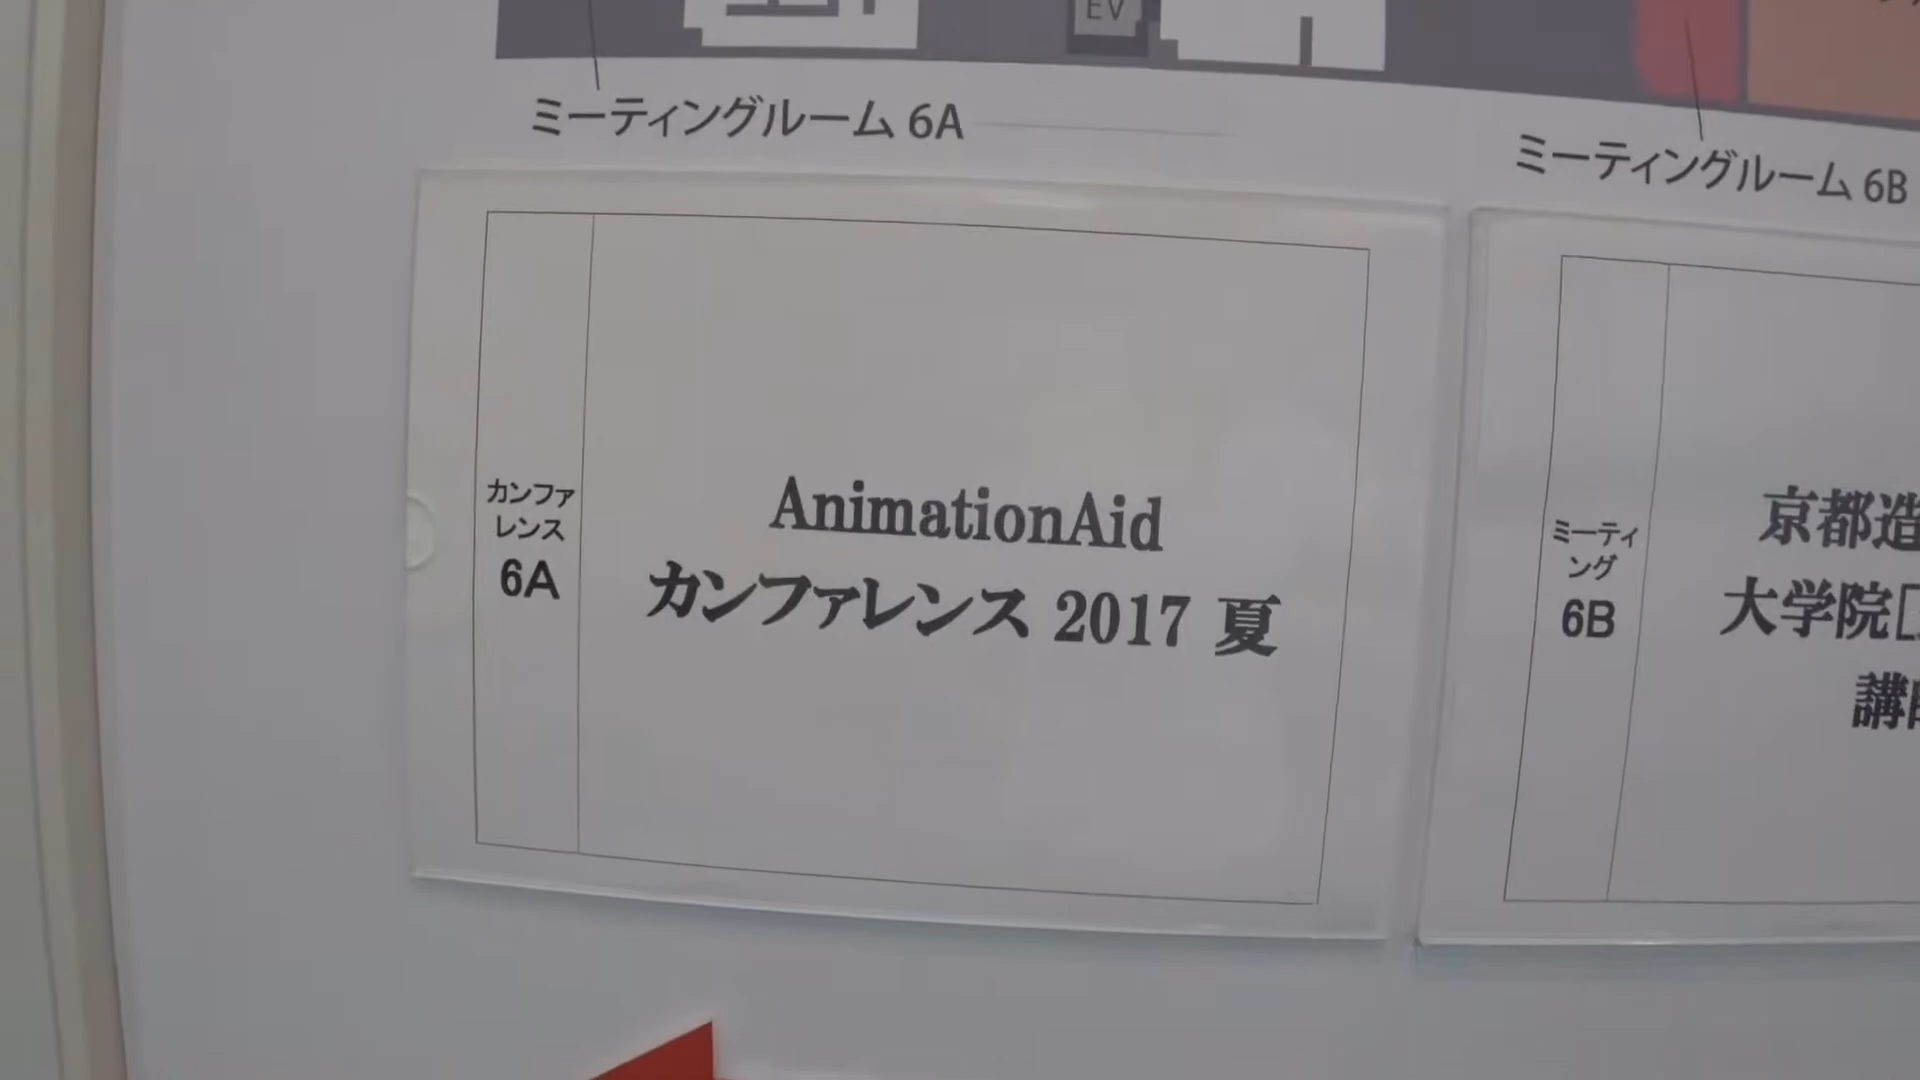 EV
ミーティングルーム 6A
ミーティングルーム 6B
カンファ
レンス
6A
AnimationAid
カンファレンス 2017 夏
ミーティ
ング
6B
京都造
大学院
講